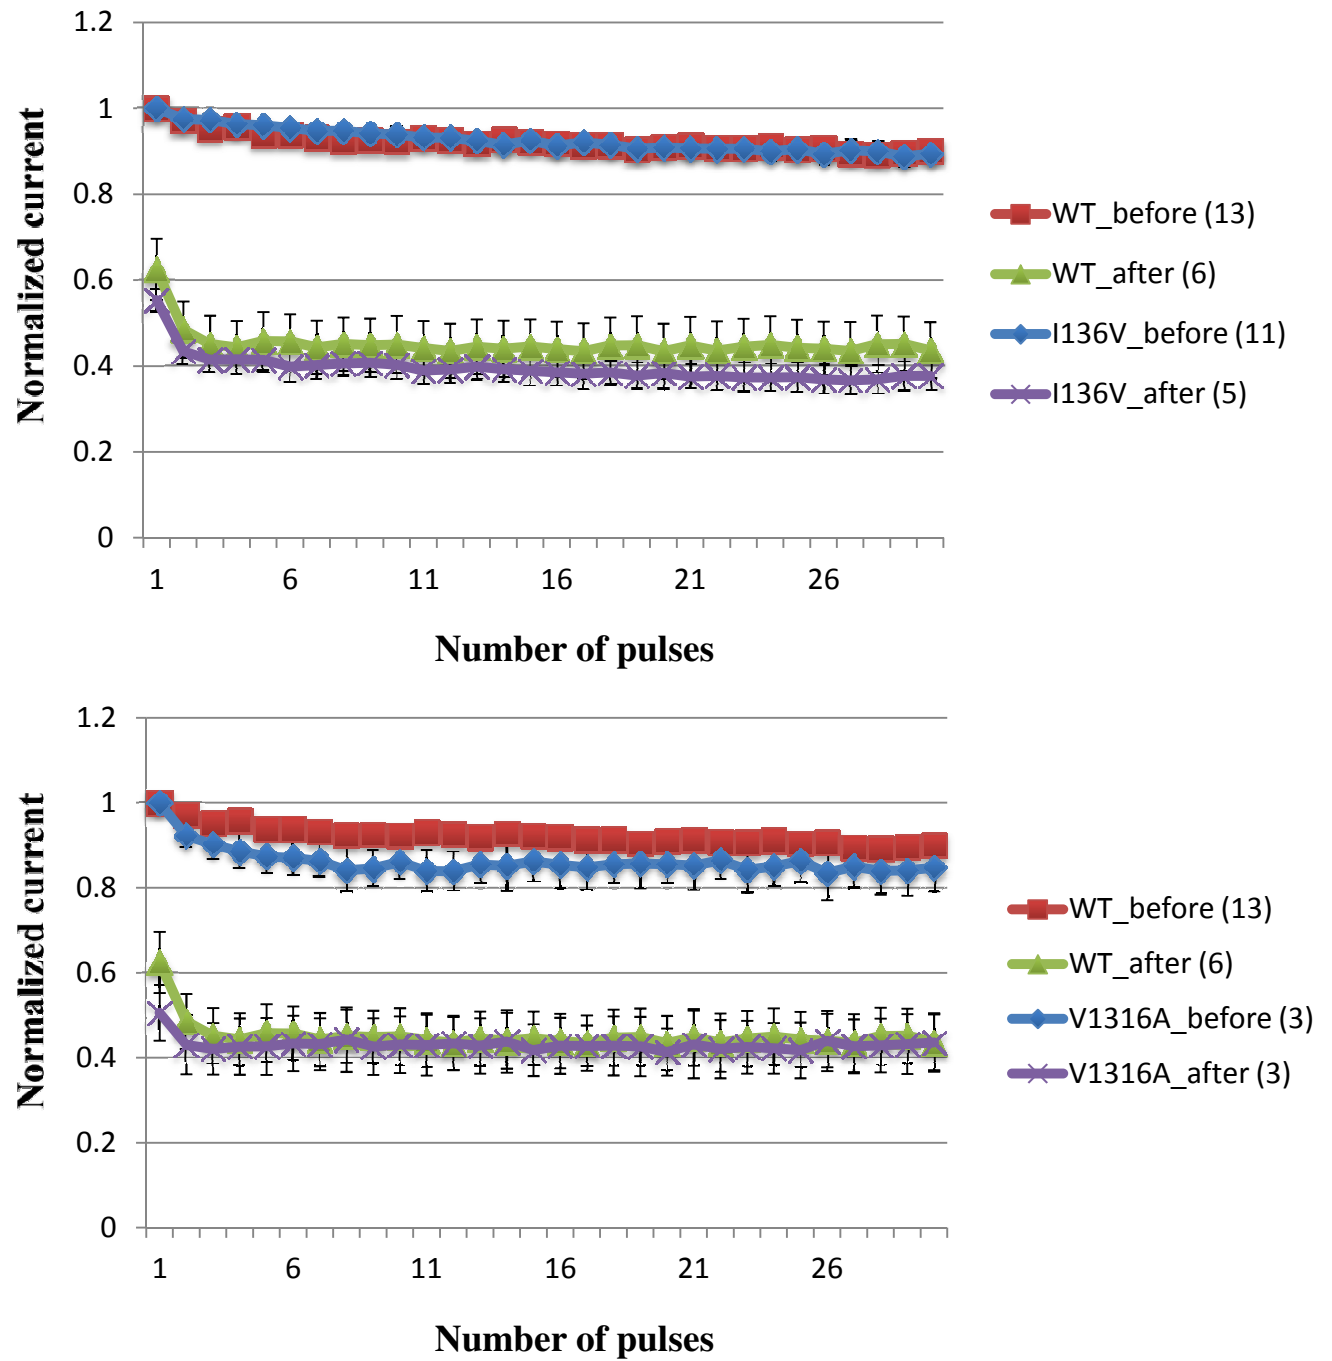 1.2
1
0.8
0.6
0.4
0.2
0
1 6 11 16 21 26
Normalized current
Number of pulses
WT_before (13)
WT_after (6)
I136V_before (11)
I136V_after (5)
1.2
1
0.8
0.6
0.4
0.2
0
1 6 11 16 21 26
Normalized current
Number of pulses
WT_before (13)
WT_after (6)
V1316A_before (3)
V1316A_after (3)